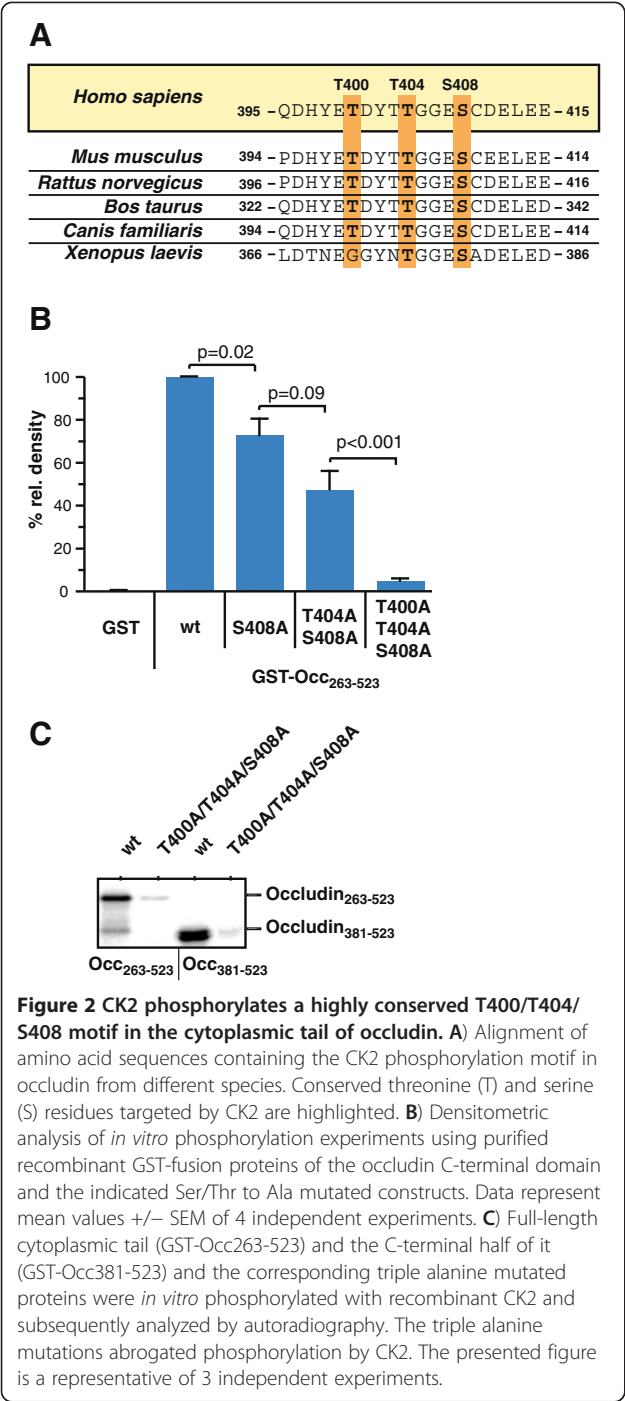 A
T400 T404 S408
Homo sapiens 395 - QDHYETDYTTGGESCDELEE - 415
Mus musculus 394 - PDHYETDYTTGGESCEELEE - 414
Rattus norvegicus 396 - PDHYETDYTTGGESCDELEE - 416
Bos taurus 322 - QDHYETDYTTGGESCDELED - 342
Canis familiaris 394 - QDHYETDYTTGGESCDELEE - 414
Xenopus laevis 366 - LDTNEGGYNTGGESADELED - 386
B
p=0.02
p=0.09
p<0.001
% rel. density
100
80
60
40
20
0
GST
wt
S408A
T404A
S408A
T400A
T404A
S408A
GST-Occ263-523
C
wt T400A/T404A/S408A wt T400A/T404A/S408A
Occludin263-523
Occludin381-523
Occ263-523 Occ381-523
Figure 2 CK2 phosphorylates a highly conserved T400/T404/
S408 motif in the cytoplasmic tail of occludin. A) Alignment of
amino acid sequences containing the CK2 phosphorylation motif in
occludin from different species. Conserved threonine (T) and serine
(S) residues targeted by CK2 are highlighted. B) Densitometric
analysis of in vitro phosphorylation experiments using purified
recombinant GST-fusion proteins of the occludin C-terminal domain
and the indicated Ser/Thr to Ala mutated constructs. Data represent
mean values +/− SEM of 4 independent experiments. C) Full-length
cytoplasmic tail (GST-Occ263-523) and the C-terminal half of it
(GST-Occ381-523) and the corresponding triple alanine mutated
proteins were in vitro phosphorylated with recombinant CK2 and
subsequently analyzed by autoradiography. The triple alanine
mutations abrogated phosphorylation by CK2. The presented figure
is a representative of 3 independent experiments.